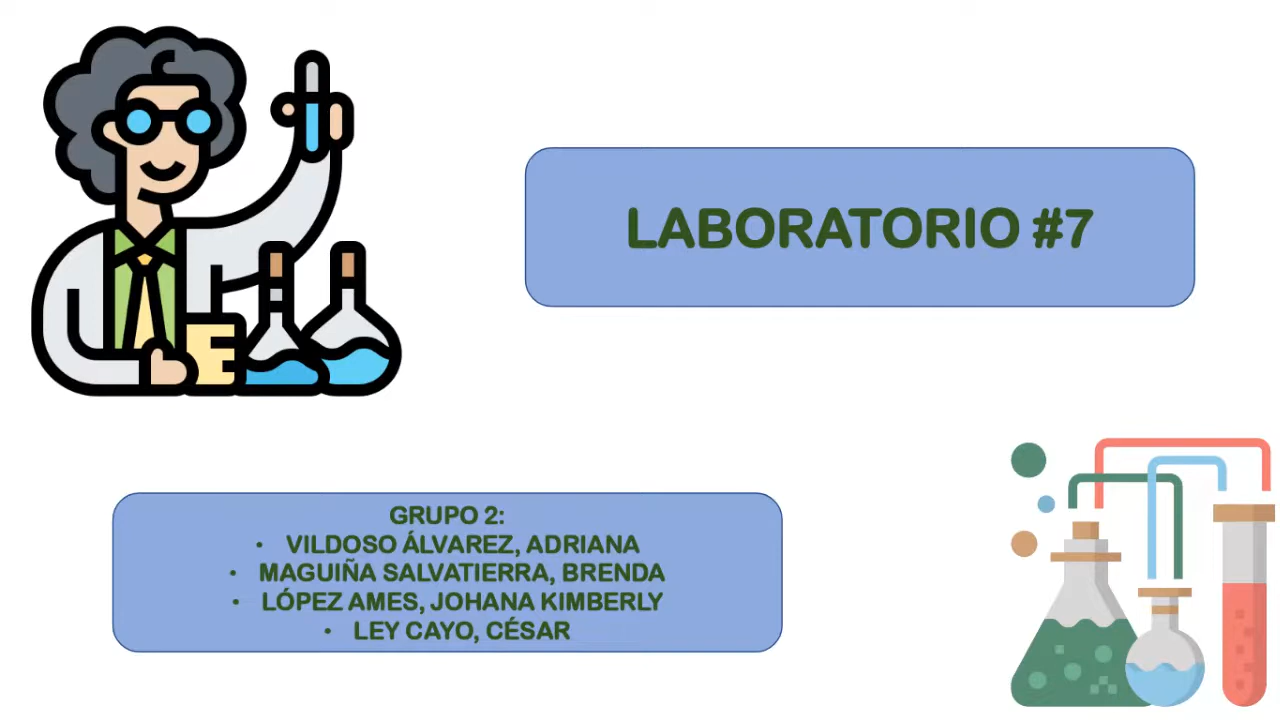 LABORATORIO #7
GRUPO 2:
• VILDOSO ÁLVAREZ, ADRIANA
• MAGUIÑA SALVATIERRA, BRENDA
• LÓPEZ AMES, JOHANA KIMBERLY
• LEY CAYO, CÉSAR